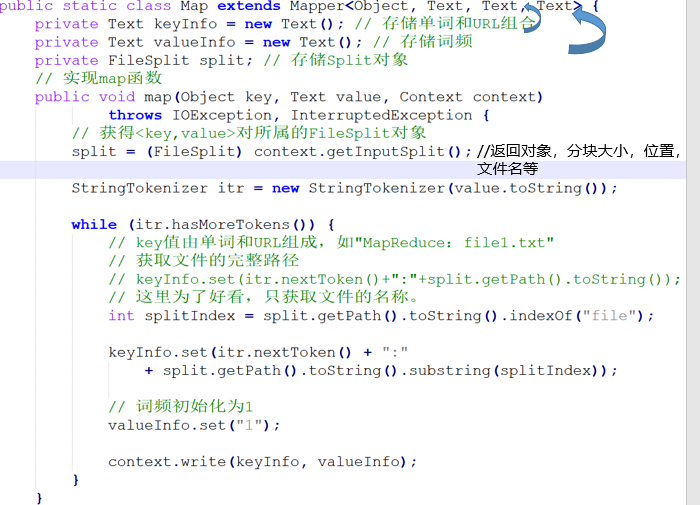 public static class Map extends Mapper<Object, Text, Text, Text> {
    private Text keyInfo = new Text(); // 存储单词和URL组合
    private Text valueInfo = new Text(); // 存储词频
    private FileSplit split; // 存储Split对象
    // 实现map函数
    public void map(Object key, Text value, Context context)
            throws IOException, InterruptedException {
        // 获得<key,value>对所属的FileSplit对象
        split = (FileSplit) context.getInputSplit(); //返回对象，分块大小，位置，
文件名等
        StringTokenizer itr = new StringTokenizer(value.toString());
        while (itr.hasMoreTokens()) {
            // key值由单词和URL组成，如"MapReduce：file1.txt"
            // 获取文件的完整路径
            // keyInfo.set(itr.nextToken()+":"+split.getPath().toString());
            // 这里为了好看，只获取文件的名称。
            int splitIndex = split.getPath().toString().indexOf("file");
            keyInfo.set(itr.nextToken() + ":"
                + split.getPath().toString().substring(splitIndex));
            // 词频初始化为1
            valueInfo.set("1");
            context.write(keyInfo, valueInfo);
        }
    }